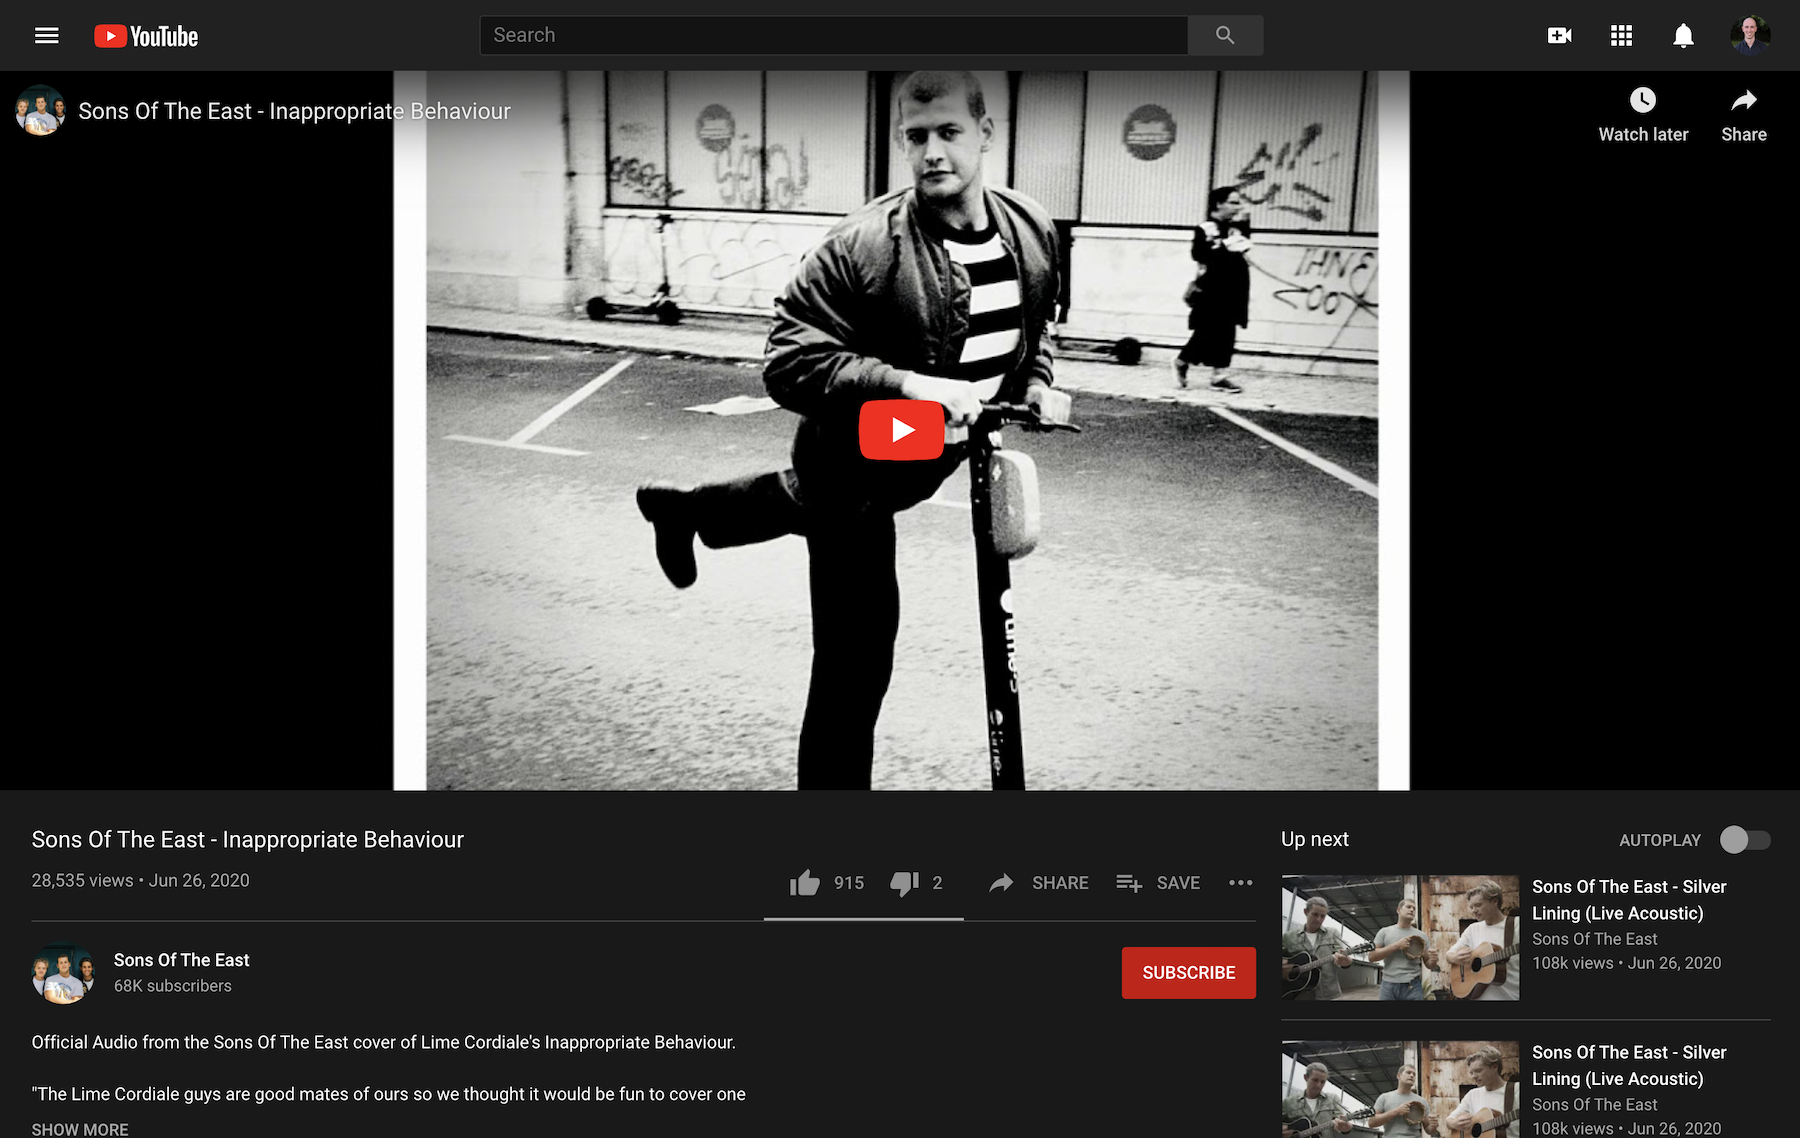 YouTube
Search
Sons Of The East - Inappropriate Behaviour
Watch later
Share
Sons Of The East - Inappropriate Behaviour
28,535 views • Jun 26, 2020
915
2
SHARE
SAVE
Sons Of The East
68K subscribers
SUBSCRIBE
Official Audio from the Sons Of The East cover of Lime Cordiale's Inappropriate Behaviour.
"The Lime Cordiale guys are good mates of ours so we thought it would be fun to cover one
SHOW MORE
Up next
AUTOPLAY
Sons Of The East - Silver
Lining (Live Acoustic)
Sons Of The East
108k views • Jun 26, 2020
Sons Of The East - Silver
Lining (Live Acoustic)
Sons Of The East
108k views • Jun 26, 2020